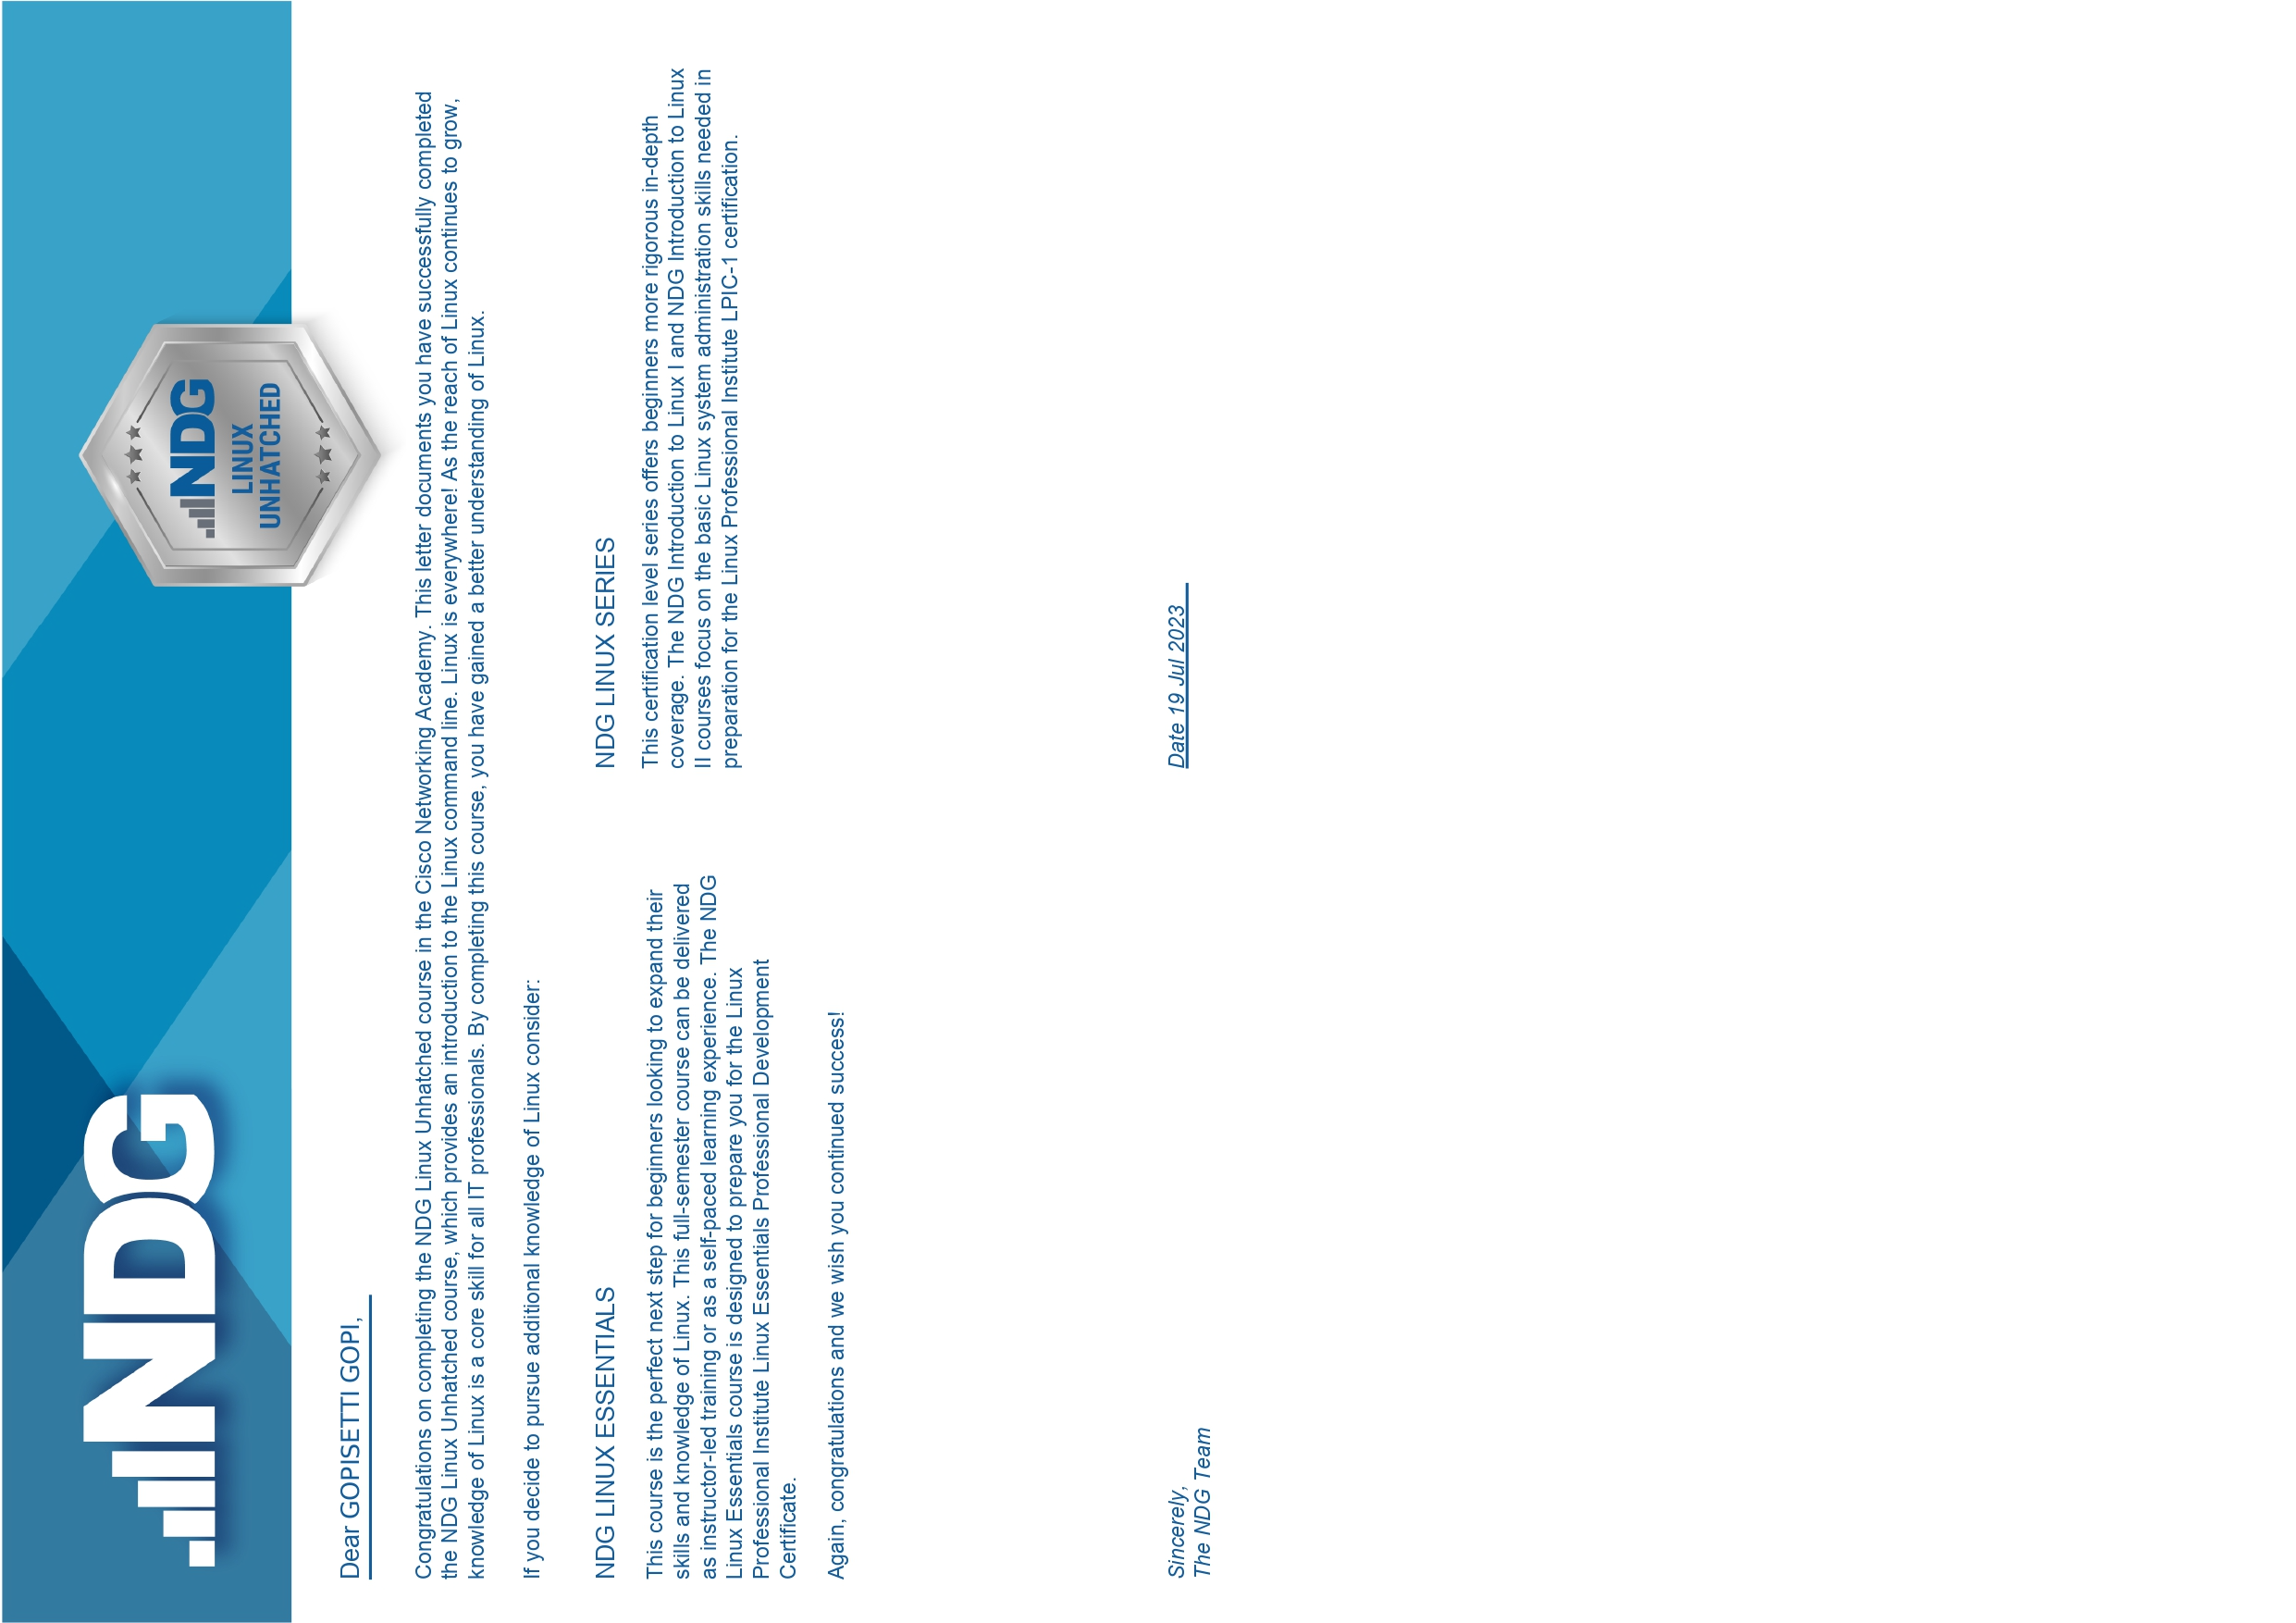 NDG
NDG
LINUX
UNHATCHED
Dear GOPISETTI GOPI,
Congratulations on completing the NDG Linux Unhatched course in the Cisco Networking Academy. This letter documents you have successfully completed
the NDG Linux Unhatched course, which provides an introduction to the Linux command line. Linux is everywhere! As the reach of Linux continues to grow,
knowledge of Linux is a core skill for all IT professionals. By completing this course, you have gained a better understanding of Linux.
If you decide to pursue additional knowledge of Linux consider:
NDG LINUX ESSENTIALS
This course is the perfect next step for beginners looking to expand their
skills and knowledge of Linux. This full-semester course can be delivered
as instructor-led training or as a self-paced learning experience. The NDG
Linux Essentials course is designed to prepare you for the Linux
Professional Institute Linux Essentials Professional Development
Certificate.
NDG LINUX SERIES
This certification level series offers beginners more rigorous in-depth
coverage. The NDG Introduction to Linux I and NDG Introduction to Linux
II courses focus on the basic Linux system administration skills needed in
preparation for the Linux Professional Institute LPIC-1 certification.
Again, congratulations and we wish you continued success!
Sincerely,
The NDG Team
Date 19 Jul 2023